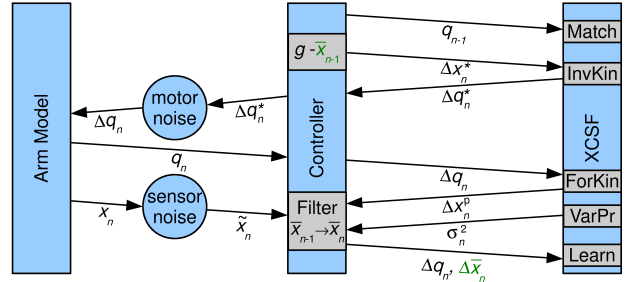 q_{n-1}
Match
g - x̄_{n-1}
Δx*_n
InvKin
motor noise
Δq*_n
Δq_n
Δq*_n
Arm Model
Controller
XCSF
q_n
Δq_n
ForKin
x_n
sensor noise
x̃_n
Filter
x̄_{n-1}→x̄_n
Δx^p_n
VarPr
σ²_n
Learn
Δq_n, Δx̄_n